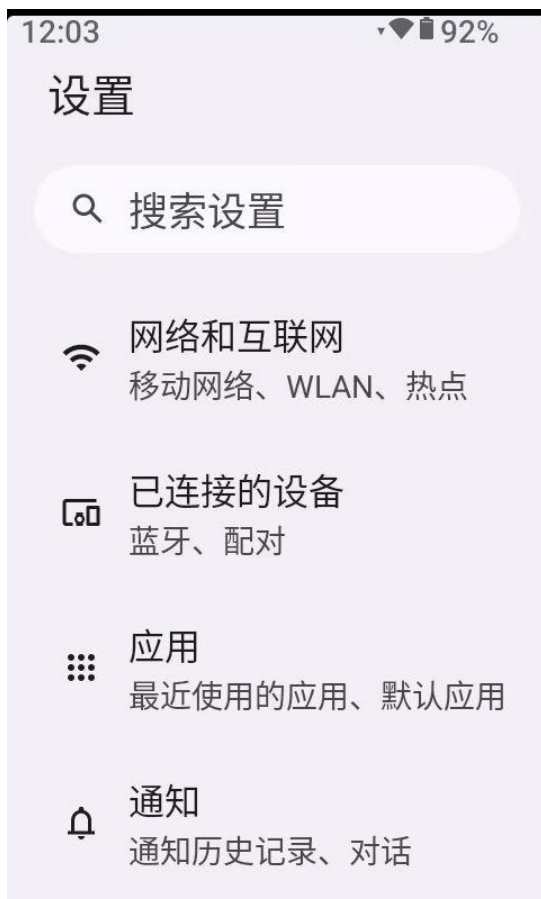 12:03 92%
设置
搜索设置
网络和互联网
移动网络、WLAN、热点
已连接的设备
蓝牙、配对
应用
最近使用的应用、默认应用
通知
通知历史记录、对话